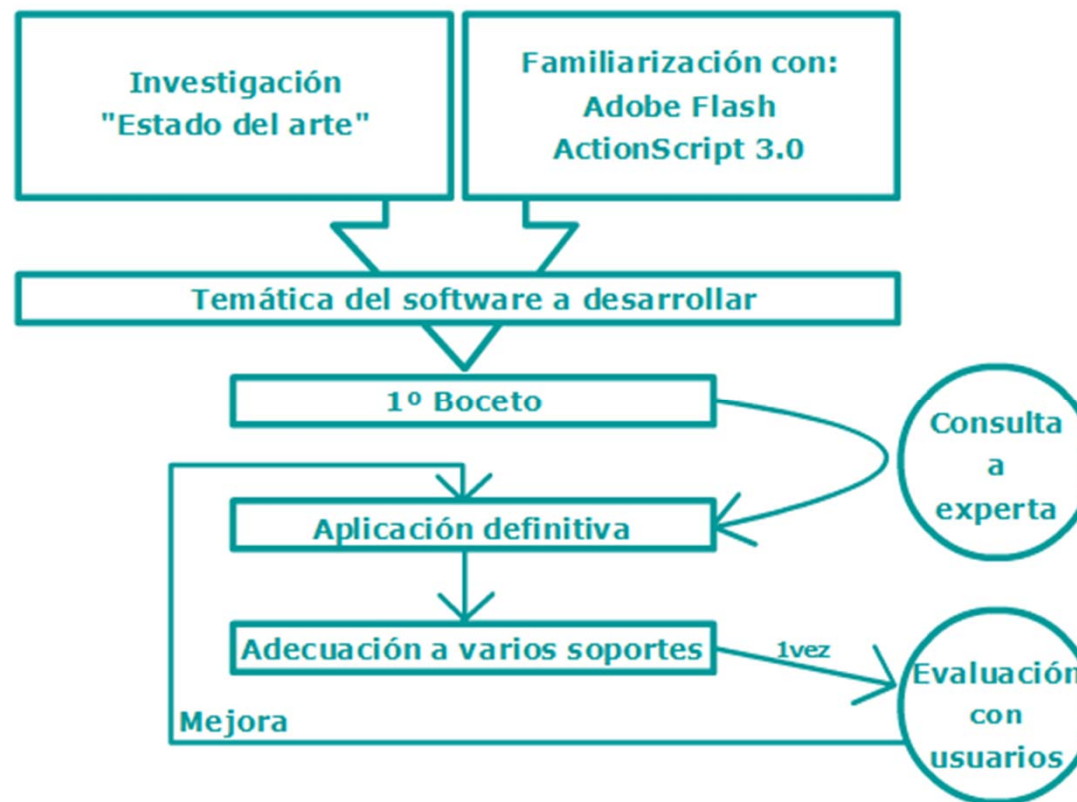 Investigación
"Estado del arte"
Familiarización con:
Adobe Flash
ActionScript 3.0
Temática del software a desarrollar
1º Boceto
Consulta
a
experta
Aplicación definitiva
Adecuación a varios soportes
1vez
Evaluación
con
usuarios
Mejora